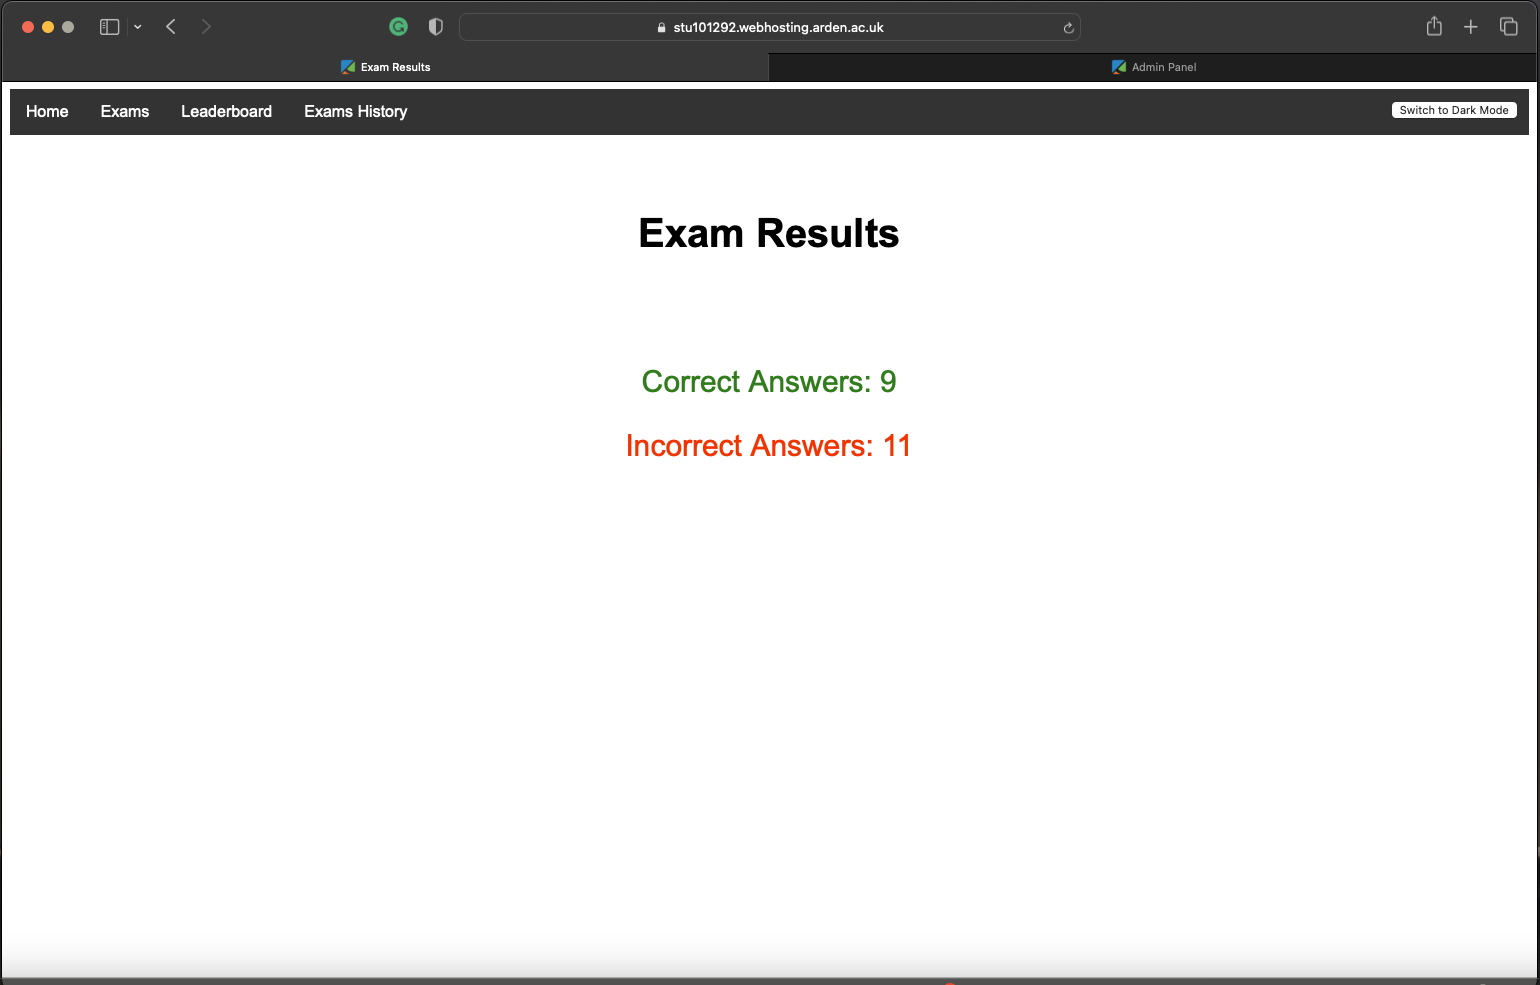 stu101292.webhosting.arden.ac.uk
Exam Results
Admin Panel
Home
Exams
Leaderboard
Exams History
Switch to Dark Mode
Exam Results
Correct Answers: 9
Incorrect Answers: 11